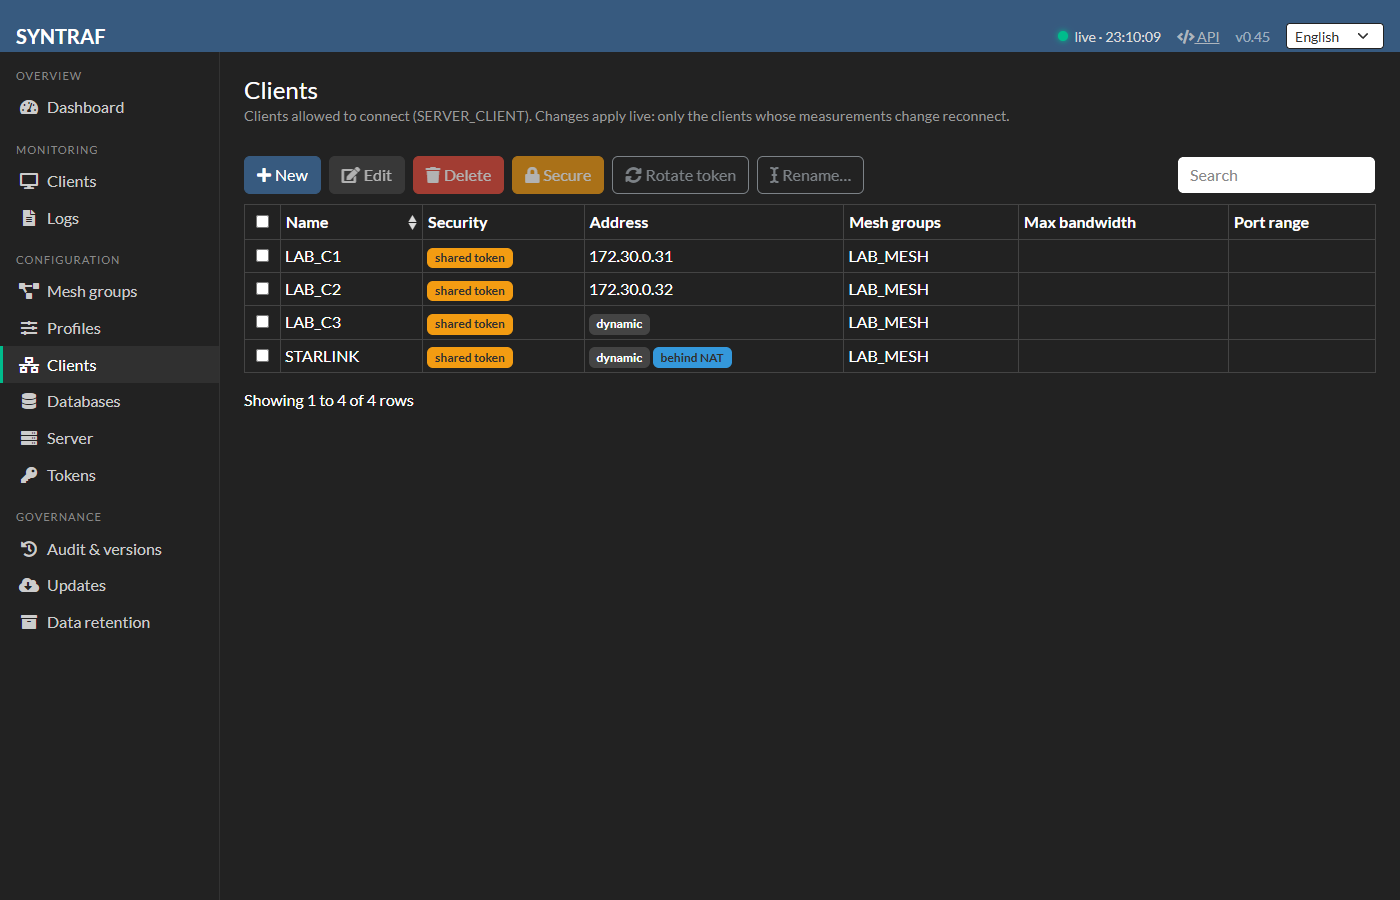 SYNTRAF
live · 23:10:09
API
v0.45
English
OVERVIEW
Dashboard
MONITORING
Clients
Logs
CONFIGURATION
Mesh groups
Profiles
Clients
Databases
Server
Tokens
GOVERNANCE
Audit & versions
Updates
Data retention
Clients
Clients allowed to connect (SERVER_CLIENT). Changes apply live: only the clients whose measurements change reconnect.
New Edit Delete Secure Rotate token Rename... Search
Name Security Address Mesh groups Max bandwidth Port range
LAB_C1 shared token 172.30.0.31 LAB_MESH
LAB_C2 shared token 172.30.0.32 LAB_MESH
LAB_C3 shared token dynamic LAB_MESH
STARLINK shared token dynamic behind NAT LAB_MESH
Showing 1 to 4 of 4 rows